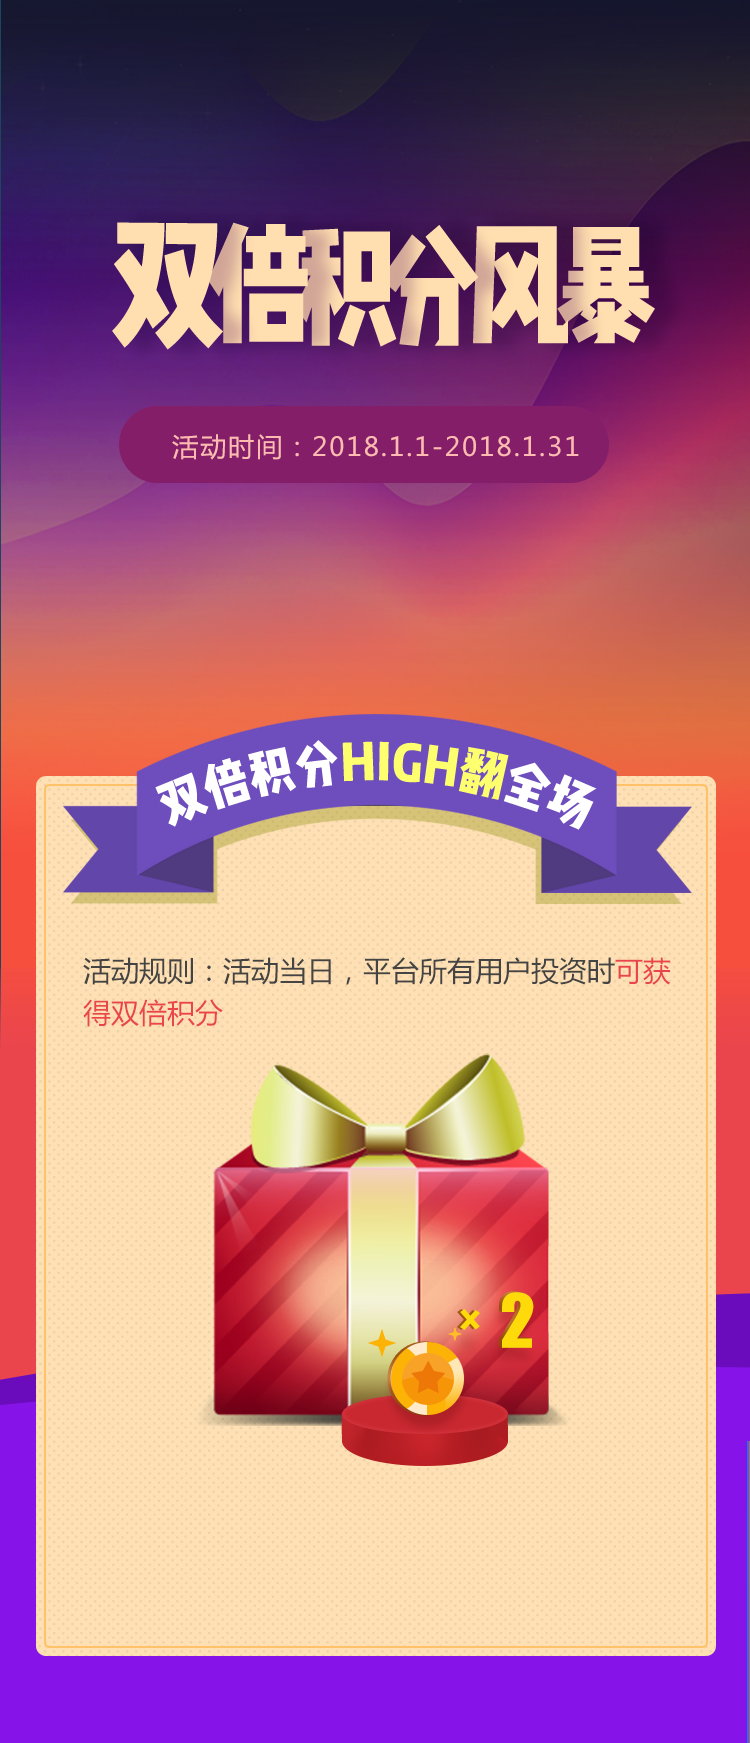 双倍积分风暴
活动时间：2018.1.1-2018.1.31
双倍积分HIGH翻全场
活动规则：活动当日，平台所有用户投资时可获
得双倍积分
× 2